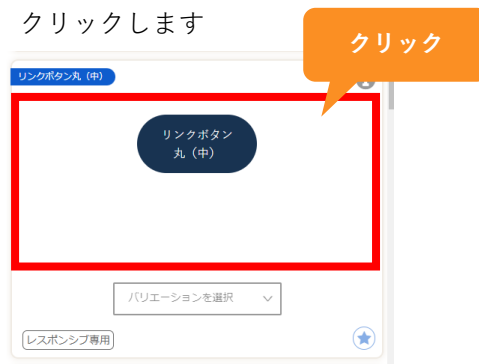 クリックします
クリック
リンクボタン丸（中）
リンクボタン
丸（中）
バリエーションを選択
レスポンシブ専用